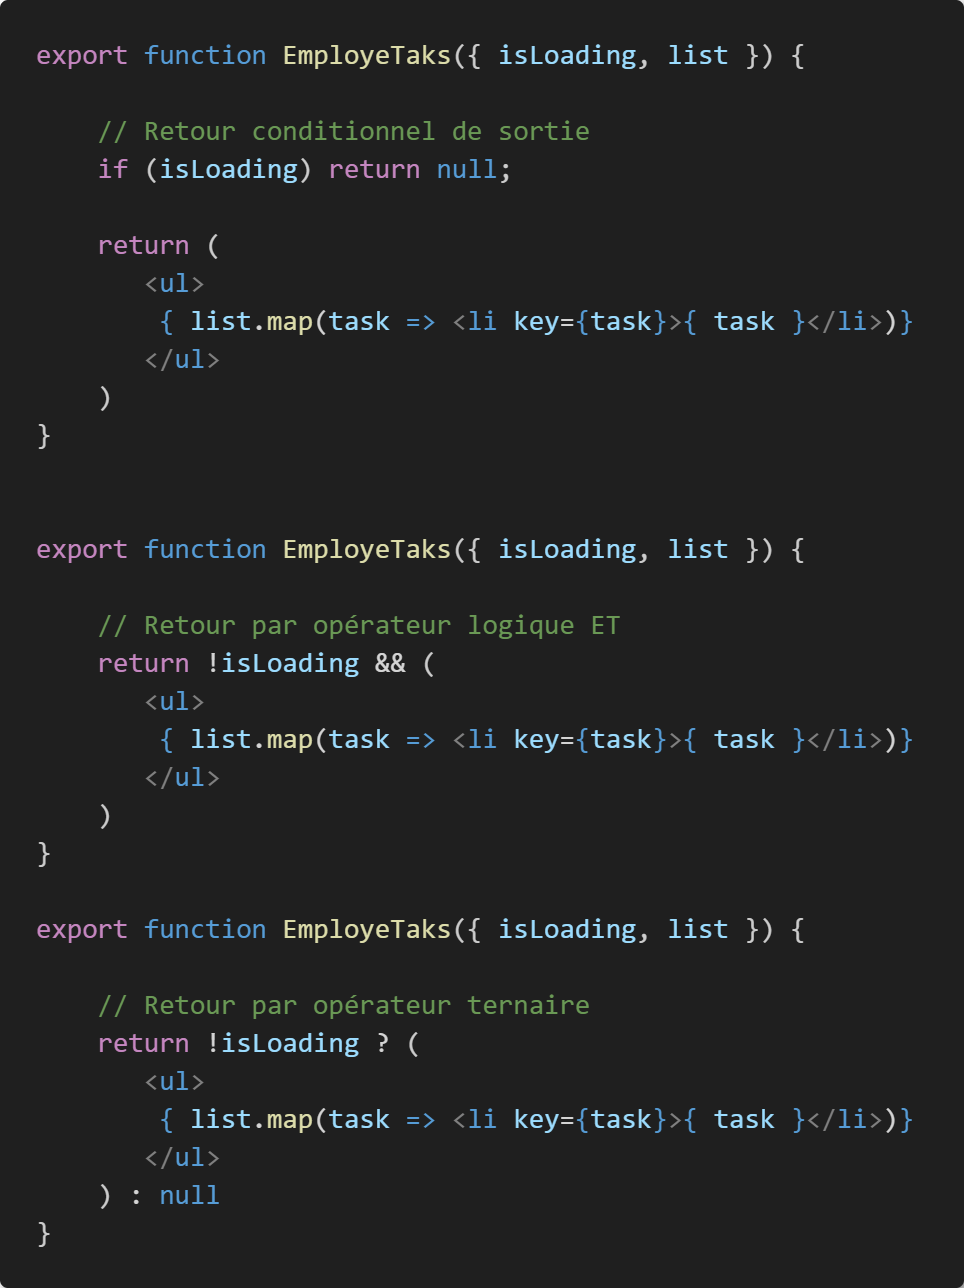 export function EmployeTaks({ isLoading, list }) {
// Retour conditionnel de sortie
if (isLoading) return null;
return (
<ul>
{ list.map(task => <li key={task}>{ task }</li>)}
</ul>
)
}
export function EmployeTaks({ isLoading, list }) {
// Retour par opérateur logique ET
return !isLoading && (
<ul>
{ list.map(task => <li key={task}>{ task }</li>)}
</ul>
)
}
export function EmployeTaks({ isLoading, list }) {
// Retour par opérateur ternaire
return !isLoading ? (
<ul>
{ list.map(task => <li key={task}>{ task }</li>)}
</ul>
) : null
}